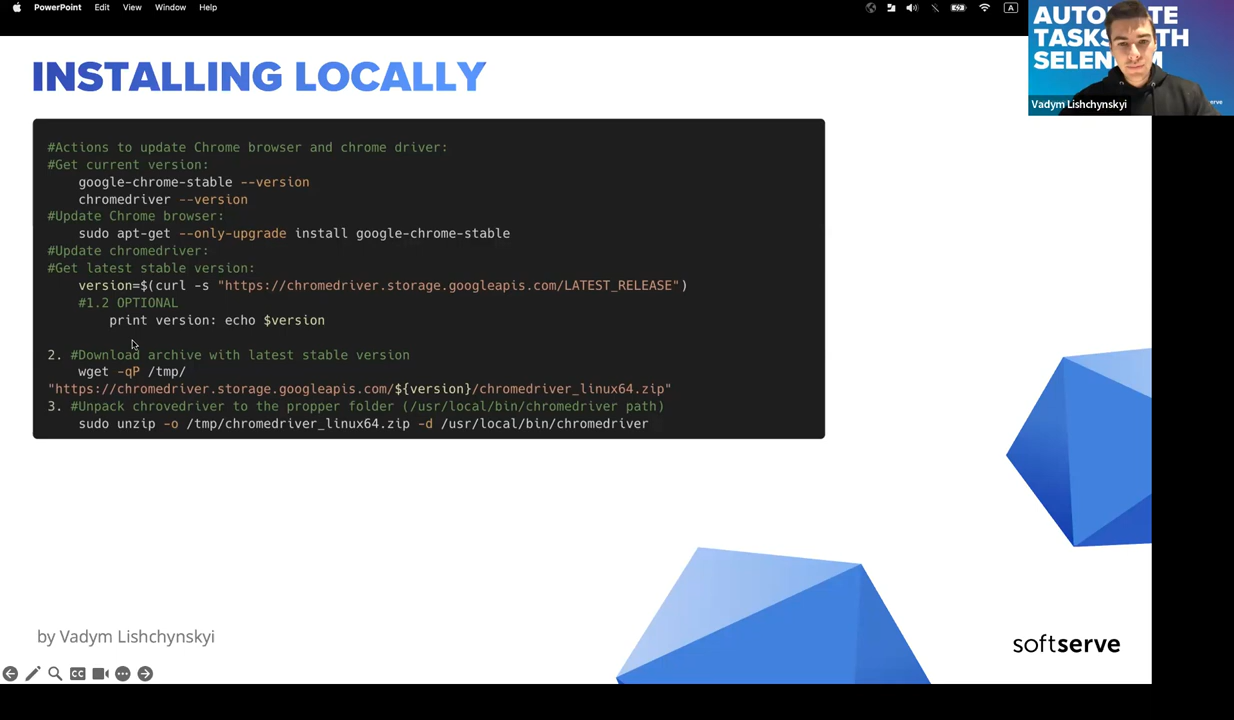 PowerPoint Edit View Window Help
A
INSTALLING LOCALLY
#Actions to update Chrome browser and chrome driver:
#Get current version:
google-chrome-stable --version
chromedriver --version
#Update Chrome browser:
sudo apt-get --only-upgrade install google-chrome-stable
#Update chromedriver:
#Get latest stable version:
version=$(curl -s "https://chromedriver.storage.googleapis.com/LATEST_RELEASE")
#1.2 OPTIONAL
print version: echo $version
2. #Download archive with latest stable version
wget -qP /tmp/
"https://chromedriver.storage.googleapis.com/${version}/chromedriver_linux64.zip"
3. #Unpack chrovedriver to the propper folder (/usr/local/bin/chromedriver path)
sudo unzip -o /tmp/chromedriver_linux64.zip -d /usr/local/bin/chromedriver
by Vadym Lishchynskyi
softserve
CC
Vadym Lishchynskyi